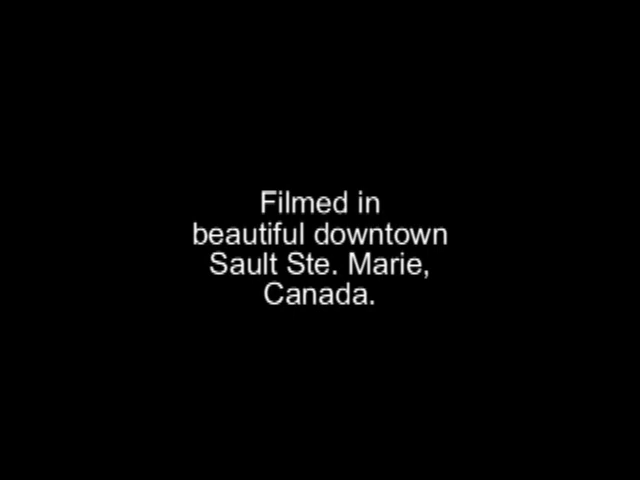 Filmed in
beautiful downtown
Sault Ste. Marie,
Canada.